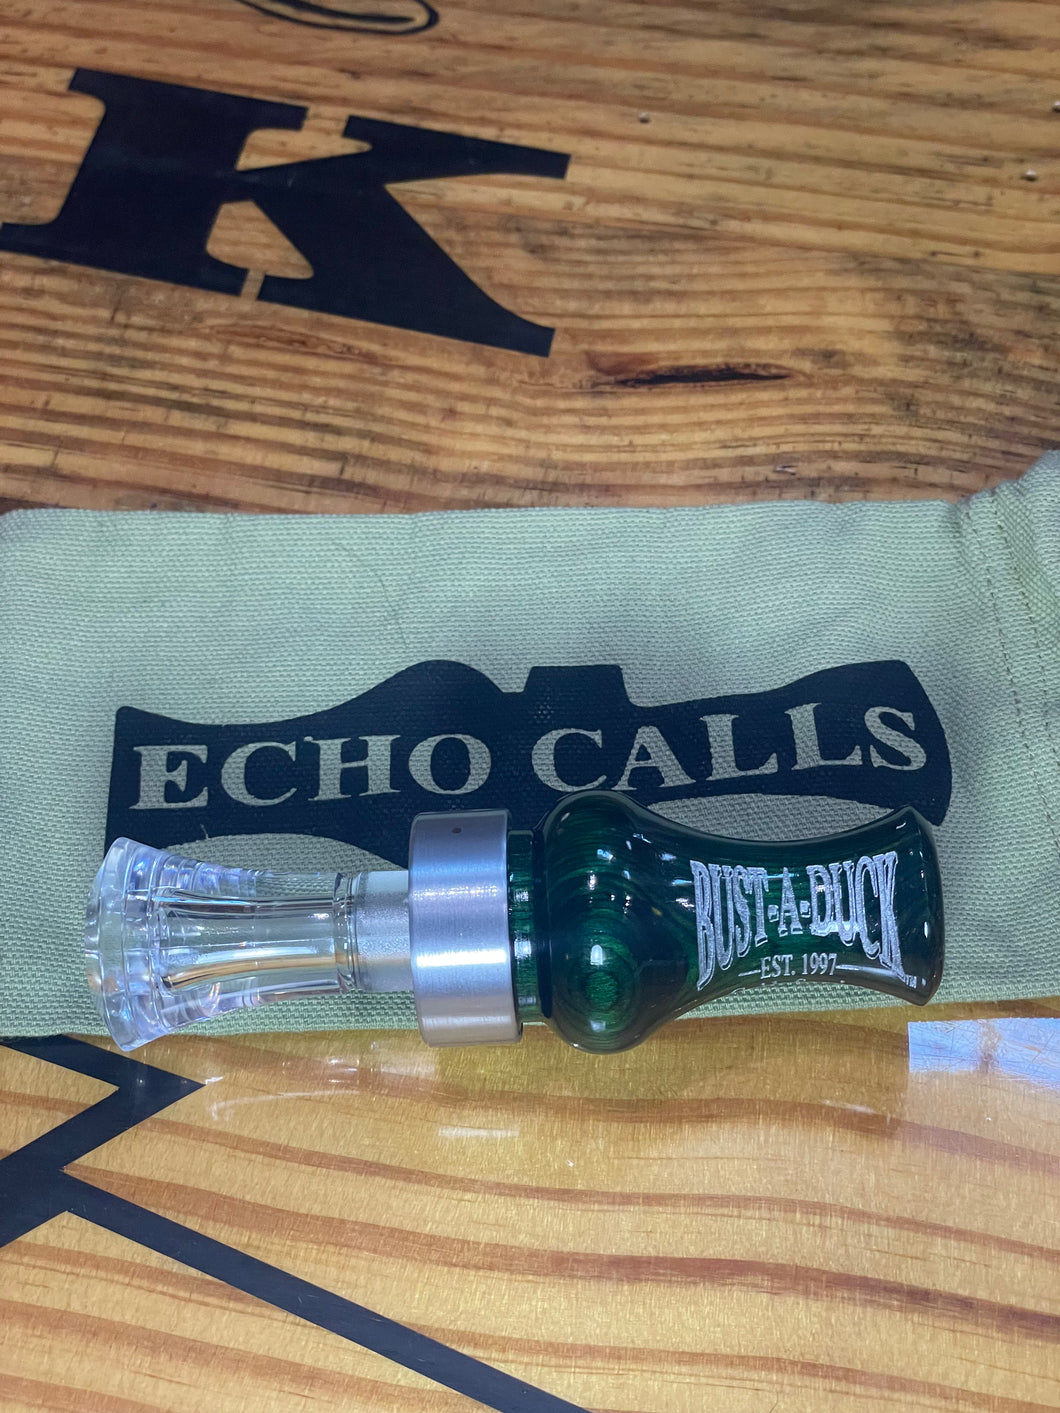 K
ECHO CALLS
BUST-A-DUCK
EST. 1997